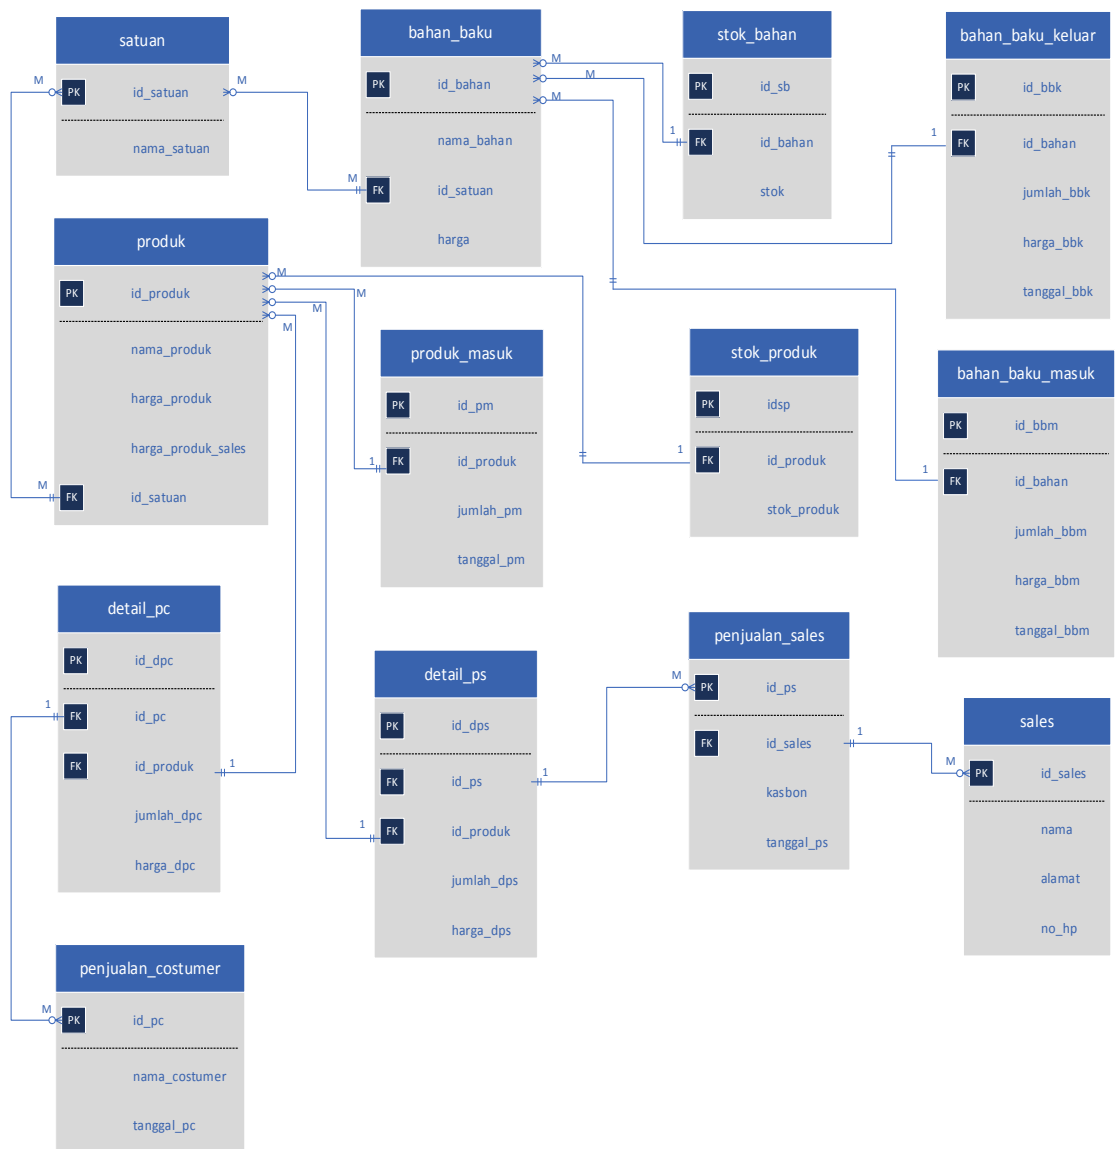 satuan
PK id_satuan
nama_satuan
M
M
bahan_baku
PK id_bahan
nama_bahan
FK id_satuan
harga
M
M
M
M
stok_bahan
PK id_sb
FK id_bahan
stok
1
bahan_baku_keluar
PK id_bbk
FK id_bahan
jumlah_bbk
harga_bbk
tanggal_bbk
1
produk
PK id_produk
nama_produk
harga_produk
harga_produk_sales
FK id_satuan
M
M
M
M
M
produk_masuk
PK id_pm
FK id_produk
jumlah_pm
tanggal_pm
1
stok_produk
PK idsp
FK id_produk
stok_produk
1
bahan_baku_masuk
PK id_bbm
FK id_bahan
jumlah_bbm
harga_bbm
tanggal_bbm
1
detail_pc
PK id_dpc
FK id_pc
FK id_produk
jumlah_dpc
harga_dpc
1
1
detail_ps
PK id_dps
FK id_ps
FK id_produk
jumlah_dps
harga_dps
1
1
penjualan_sales
PK id_ps
FK id_sales
kasbon
tanggal_ps
M
1
sales
PK id_sales
nama
alamat
no_hp
M
penjualan_costumer
PK id_pc
nama_costumer
tanggal_pc
M